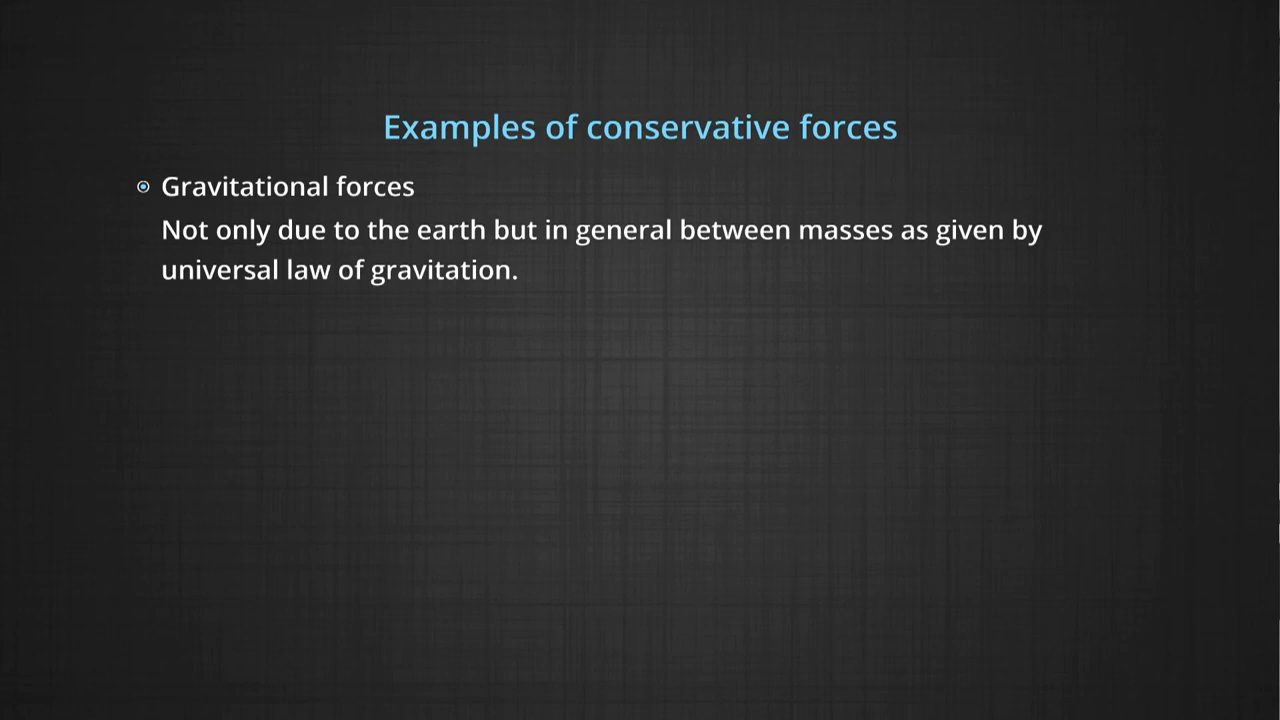 Examples of conservative forces
Gravitational forces
Not only due to the earth but in general between masses as given by
universal law of gravitation.